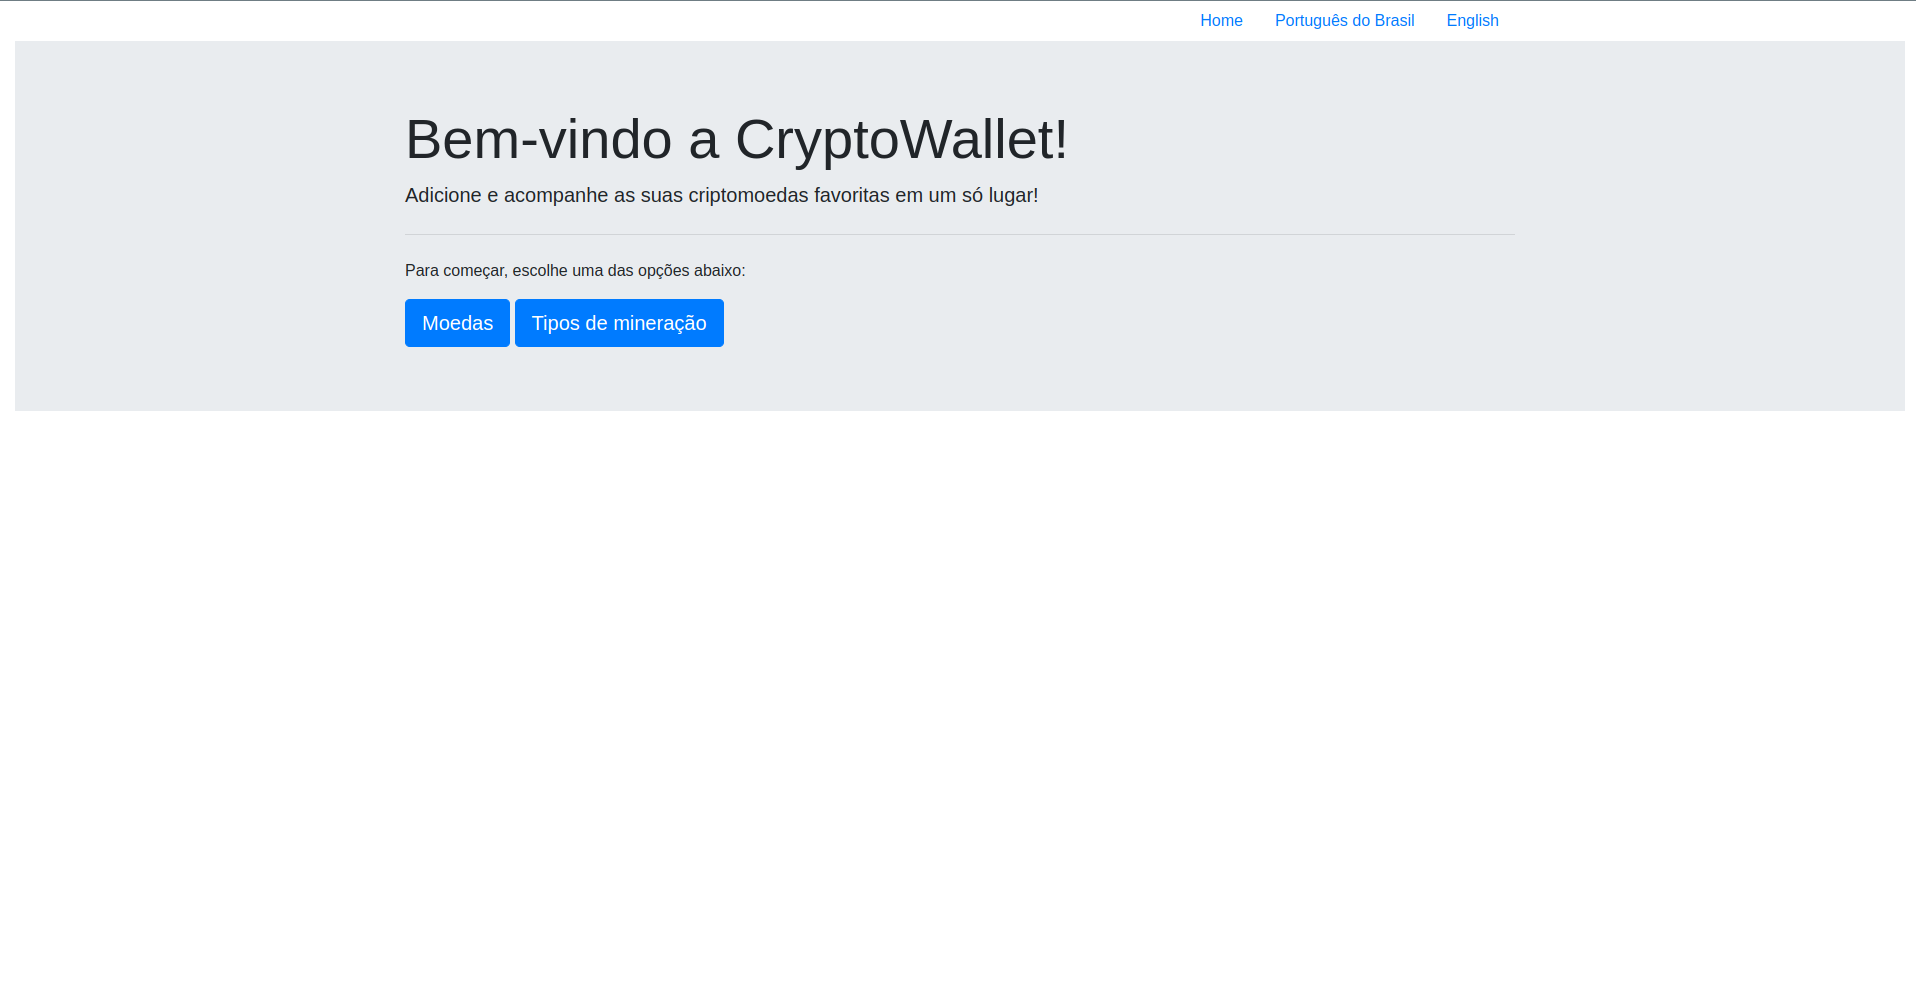 Home Português do Brasil English
Bem-vindo a CryptoWallet!
Adicione e acompanhe as suas criptomoedas favoritas em um só lugar!
Para começar, escolhe uma das opções abaixo:
Moedas Tipos de mineração